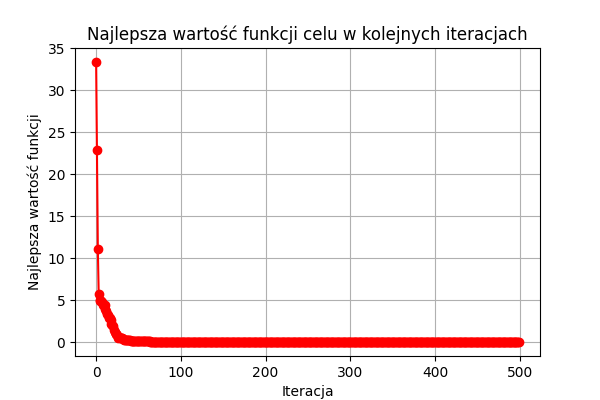 Najlepsza wartość funkcji celu w kolejnych iteracjach
Najlepsza wartość funkcji
35
30
25
20
15
10
5
0
0 100 200 300 400 500
Iteracja